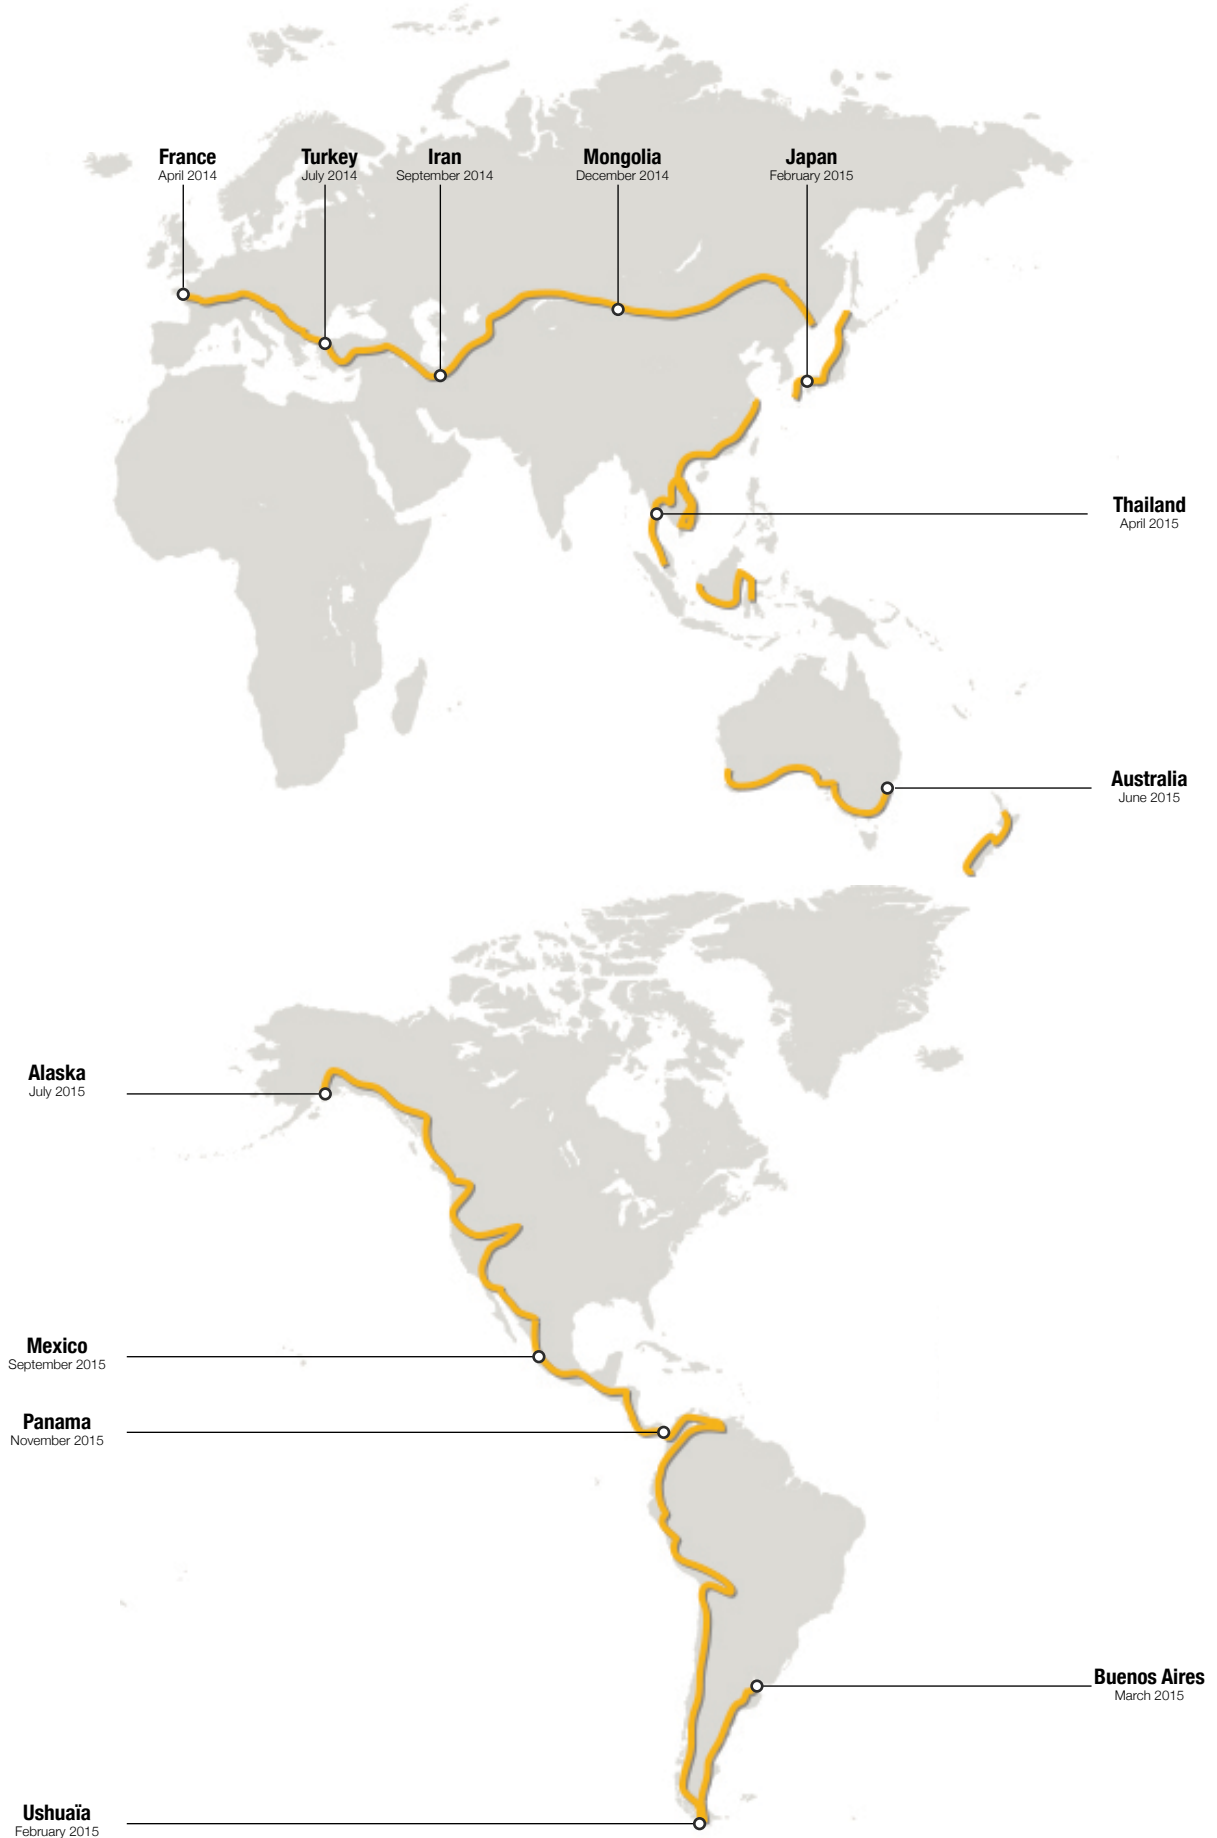 France
April 2014
Turkey
July 2014
Iran
September 2014
Mongolia
December 2014
Japan
February 2015
Thailand
April 2015
Australia
June 2015
Alaska
July 2015
Mexico
September 2015
Panama
November 2015
Buenos Aires
March 2015
Ushuaïa
February 2015